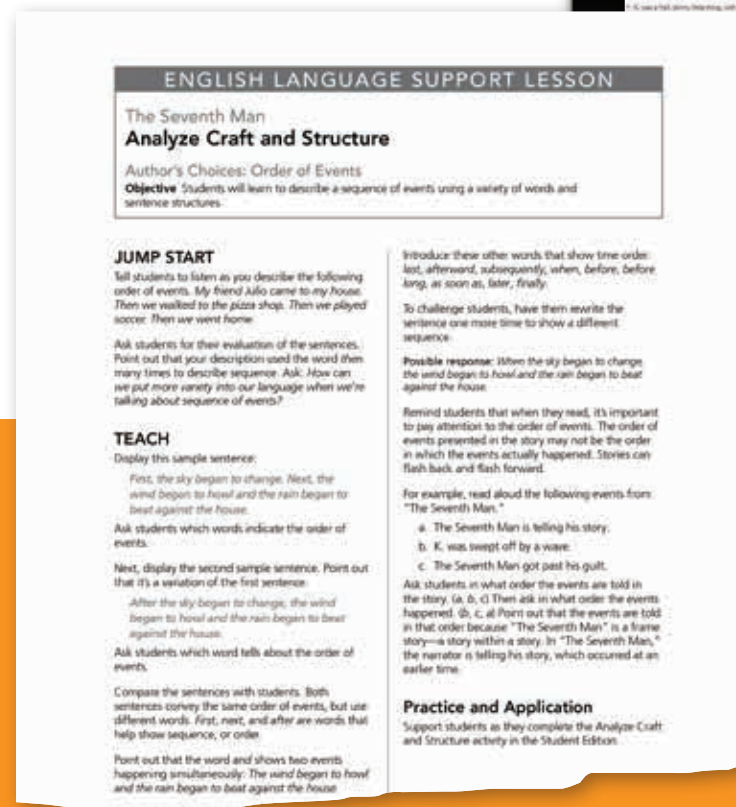 ENGLISH LANGUAGE SUPPORT LESSON
The Seventh Man
Analyze Craft and Structure
Author's Choices: Order of Events
Objective Students will learn to describe a sequence of events using a variety of words and
sentence structures.
JUMP START
Tell students to listen as you describe the following
order of events. My friend Julio came to my house.
Then we walked to the pizza shop. Then we played
soccer. Then we went home.
Ask students for their evaluation of the sentences.
Point out that your description used the word then
many times to describe sequence. Ask: How can
we put more variety into our language when we're
talking about sequence of events?
TEACH
Display this sample sentence:
First, the sky began to change. Next, the
wind began to howl and the rain began to
beat against the house.
Ask students which words indicate the order of
events.
Next, display the second sample sentence. Point out
that it's a variation of the first sentence.
After the sky began to change, the wind
began to howl and the rain began to beat
against the house.
Ask students which word tells about the order of
events.
Compare the sentences with students. Both
sentences convey the same order of events, but use
different words. First, next, and after are words that
help show sequence, or order.
Point out that the word and shows two events
happening simultaneously: The wind began to howl
and the rain began to beat against the house.
Introduce these other words that show time order:
last, afterward, subsequently, when, before, before
long, as soon as, later, finally.
To challenge students, have them rewrite the
sentence one more time to show a different
sequence.
Possible response: When the sky began to change
the wind began to howl and the rain began to beat
against the house.
Remind students that when they read, it's important
to pay attention to the order of events. The order of
events presented in the story may not be the order
in which the events actually happened. Stories can
flash back and flash forward.
For example, read aloud the following events from
"The Seventh Man."
a. The Seventh Man is telling his story.
b. K. was swept off by a wave.
c. The Seventh Man got past his guilt.
Ask students in what order the events are told in
the story. (a, b, c) Then ask in what order the events
happened. (b, c, a) Point out that the events are told
in that order because "The Seventh Man" is a frame
story—a story within a story. In "The Seventh Man,"
the narrator is telling his story, which occurred at an
earlier time.
Practice and Application
Support students as they complete the Analyze Craft
and Structure activity in the Student Edition.